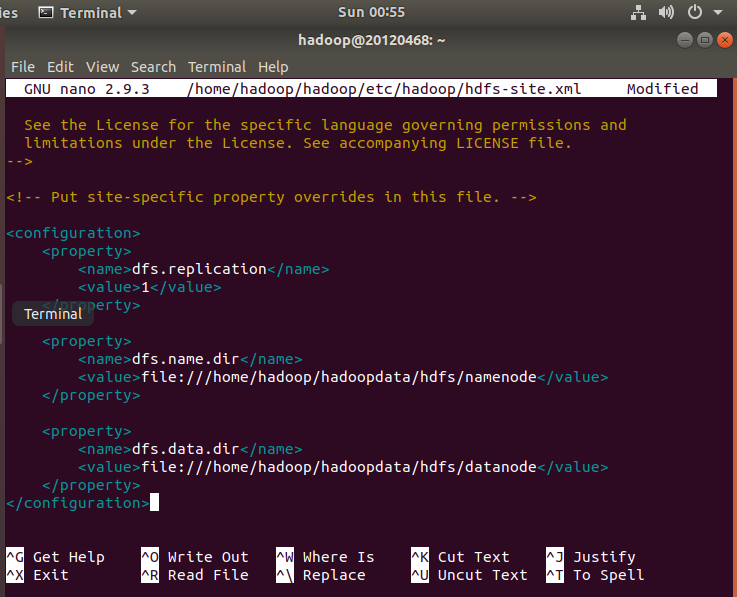 ies Terminal Sun 00:55
hadoop@20120468: ~
File Edit View Search Terminal Help
GNU nano 2.9.3 /home/hadoop/hadoop/etc/hadoop/hdfs-site.xml Modified
See the License for the specific language governing permissions and
limitations under the License. See accompanying LICENSE file.
-->
<!-- Put site-specific property overrides in this file. -->
<configuration>
<property>
<name>dfs.replication</name>
<value>1</value>
</property>
Terminal
<property>
<name>dfs.name.dir</name>
<value>file:///home/hadoop/hadoopdata/hdfs/namenode</value>
</property>
<property>
<name>dfs.data.dir</name>
<value>file:///home/hadoop/hadoopdata/hdfs/datanode</value>
</property>
</configuration>
^G Get Help ^O Write Out ^W Where Is ^K Cut Text ^J Justify
^X Exit ^R Read File ^\ Replace ^U Uncut Text ^T To Spell